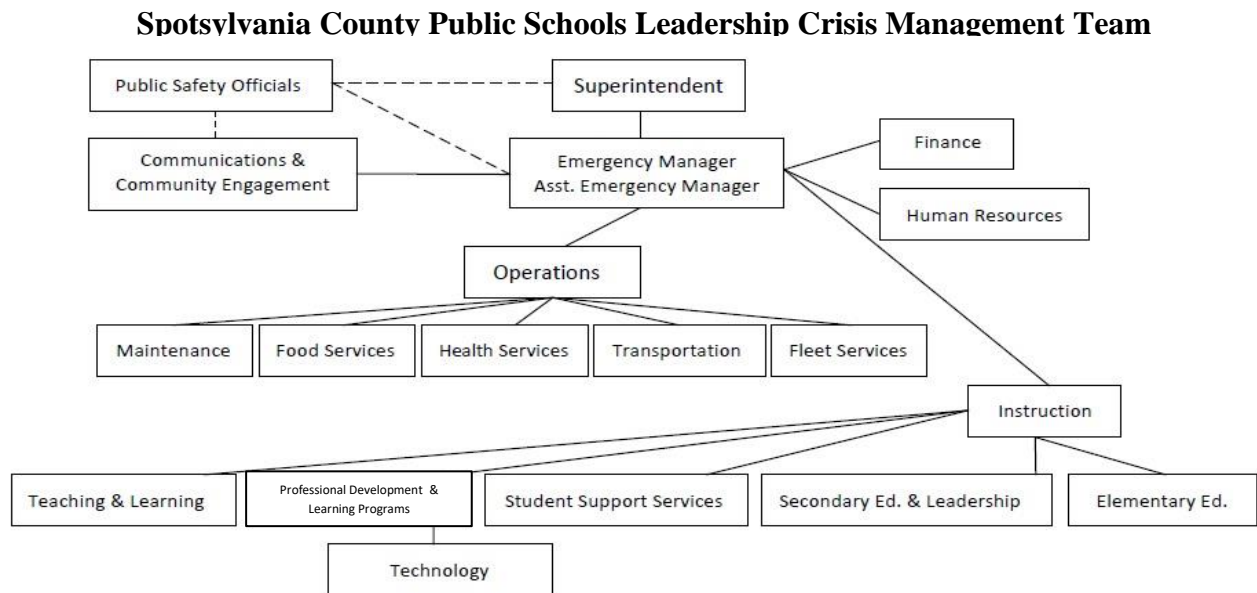 Spotsylvania County Public Schools Leadership Crisis Management Team
Public Safety Officials
Superintendent
Communications &
Community Engagement
Emergency Manager
Asst. Emergency Manager
Finance
Human Resources
Operations
Maintenance
Food Services
Health Services
Transportation
Fleet Services
Instruction
Teaching & Learning
Professional Development &
Learning Programs
Student Support Services
Secondary Ed. & Leadership
Elementary Ed.
Technology